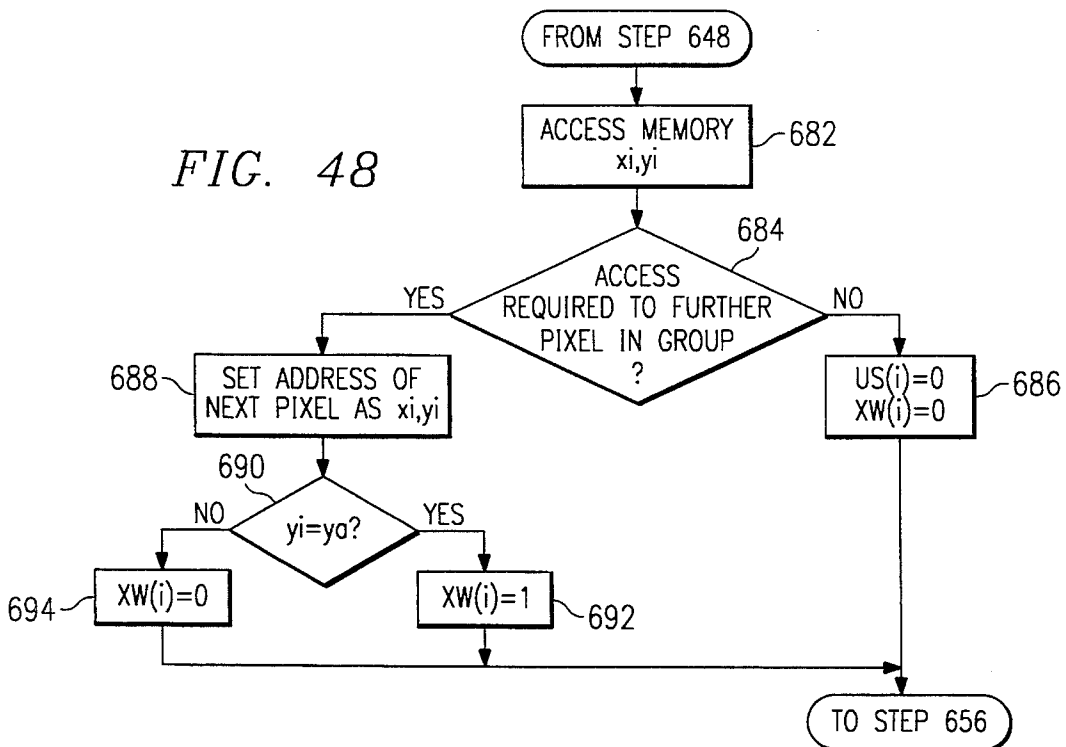 FROM STEP 648
ACCESS MEMORY
xi,yi
682
FIG. 48
684
ACCESS
REQUIRED TO FURTHER
PIXEL IN GROUP
?
YES
NO
688
SET ADDRESS OF
NEXT PIXEL AS xi,yi
US(i)=0
XW(i)=0
686
690
yi=ya?
NO
YES
694
XW(i)=0
XW(i)=1
692
TO STEP 656